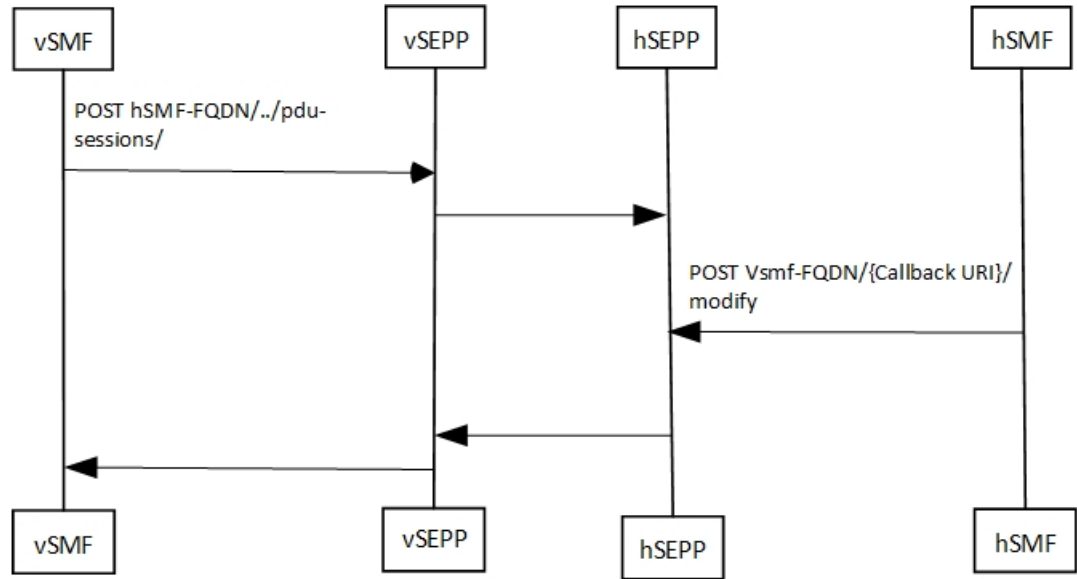 vSMF
vSEPP
hSEPP
hSMF
POST hSMF-FQDN/../pdu-
sessions/
POST Vsmf-FQDN/{Callback URI}/
modify
vSMF
vSEPP
hSEPP
hSMF